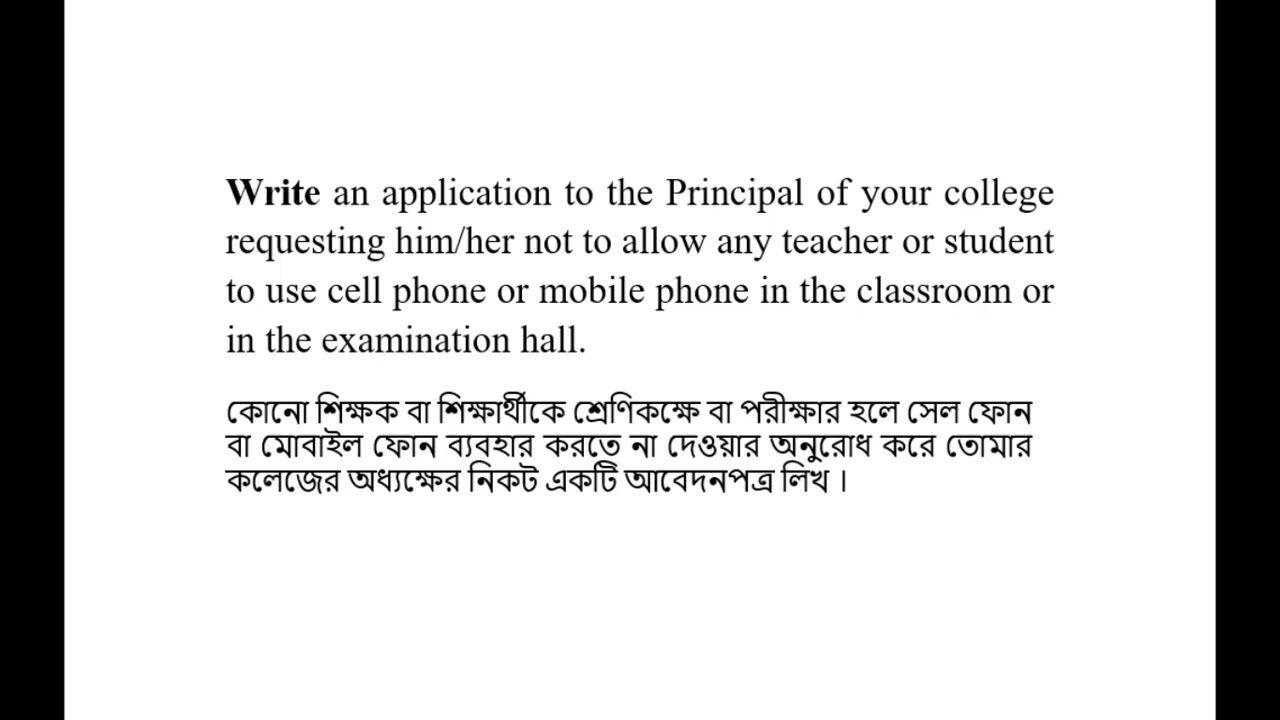 Write an application to the Principal of your college
requesting him/her not to allow any teacher or student
to use cell phone or mobile phone in the classroom or
in the examination hall.
কোনো শিক্ষক বা শিক্ষার্থীকে শ্রেণিকক্ষে বা পরীক্ষার হলে সেল ফোন
বা মোবাইল ফোন ব্যবহার করতে না দেওয়ার অনুরোধ করে তোমার
কলেজের অধ্যক্ষের নিকট একটি আবেদনপত্র লিখ।